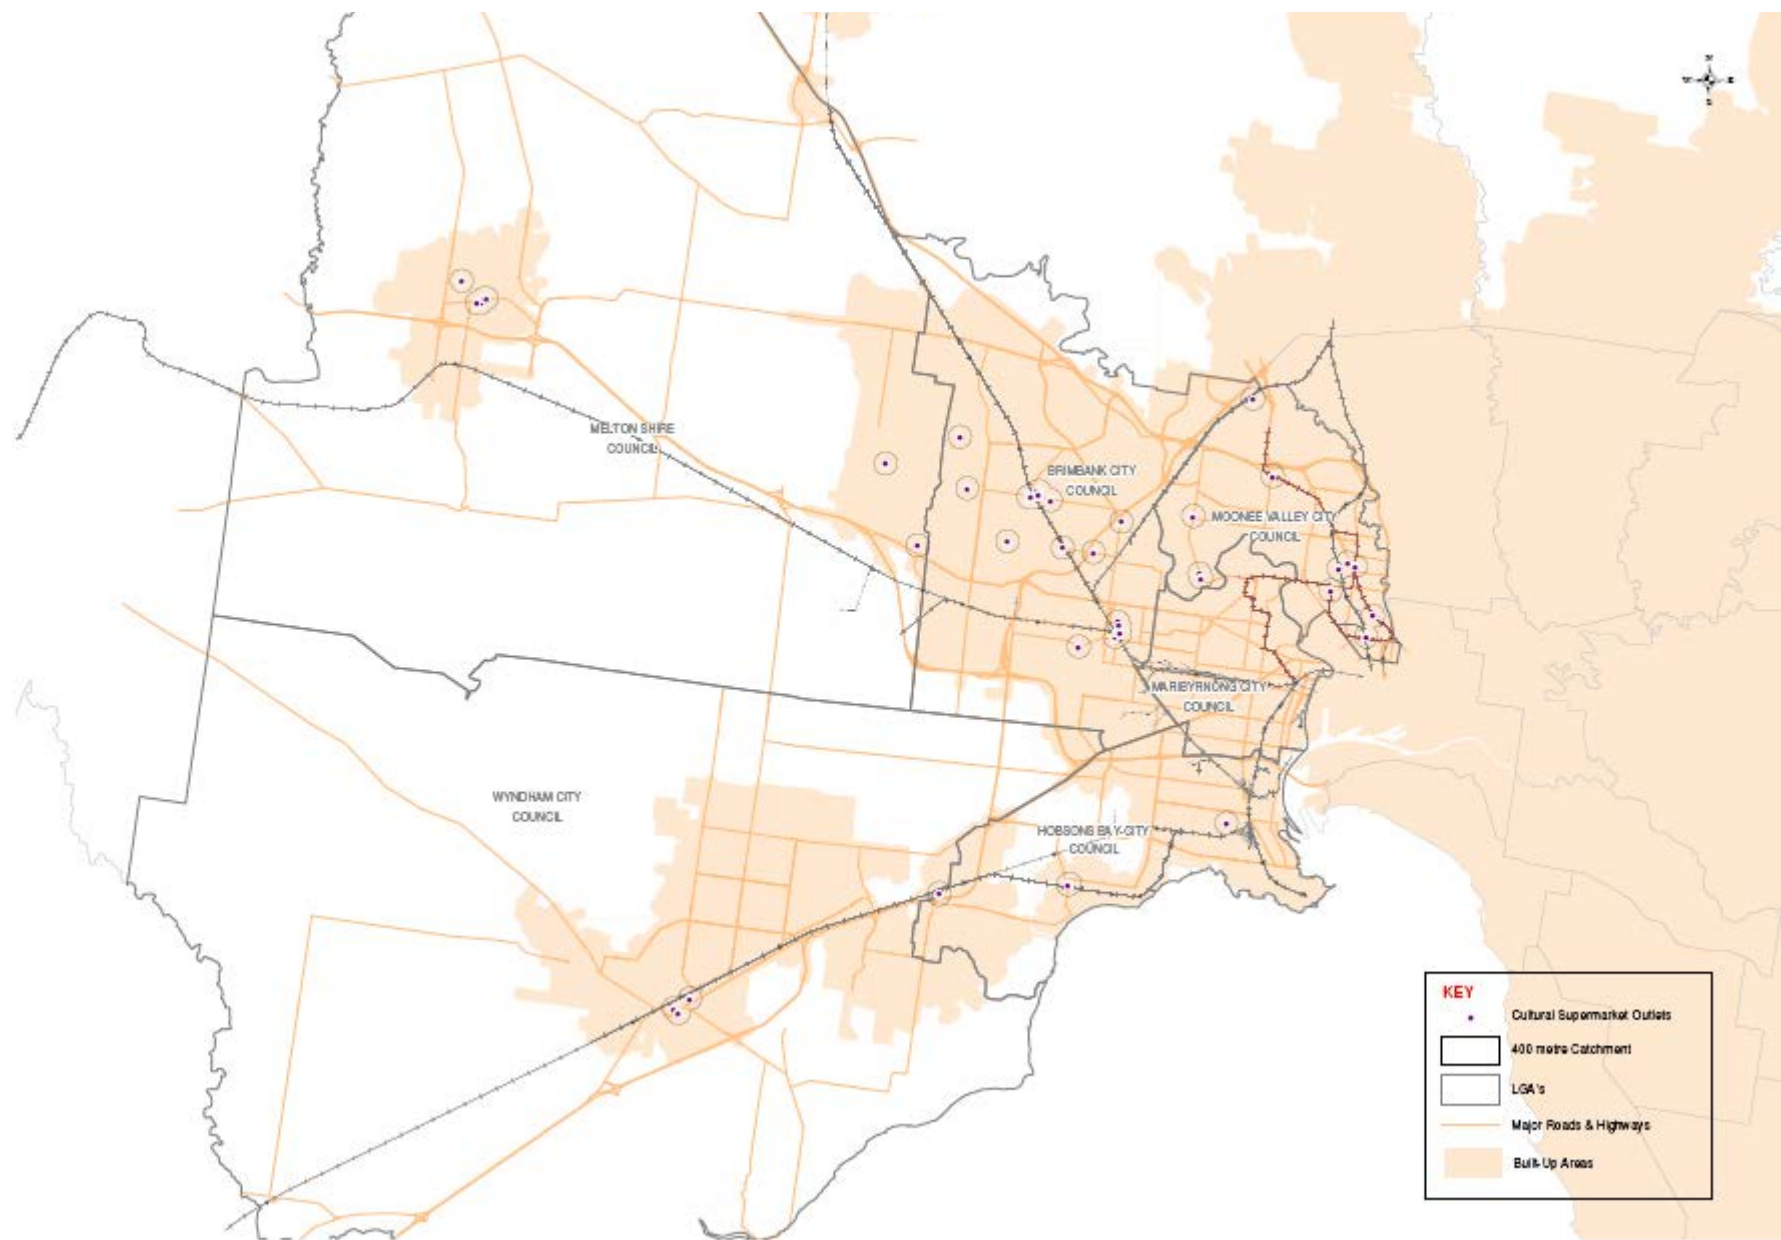 N
W E
S
MELTON SHIRE
COUNCIL
BRIMBANK CITY
COUNCIL
MOONEE VALLEY CITY
COUNCIL
MARIBYRNONG CITY
COUNCIL
WYNDHAM CITY
COUNCIL
HOBSONS BAY CITY
COUNCIL
KEY
Cultural Supermarket Outlets
400 metre Catchment
LGA's
Major Roads & Highways
Built-Up Areas